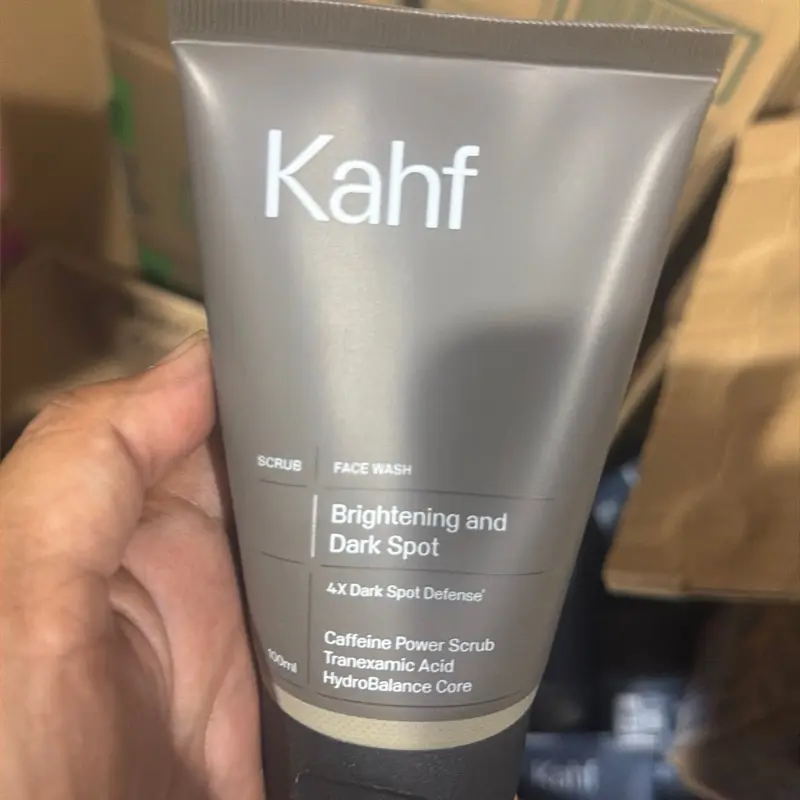 Kahf
SCRUB
FACE WASH
Brightening and
Dark Spot
4X Dark Spot Defense*
Caffeine Power Scrub
Tranexamic Acid
HydroBalance Core
100ml
Kahf